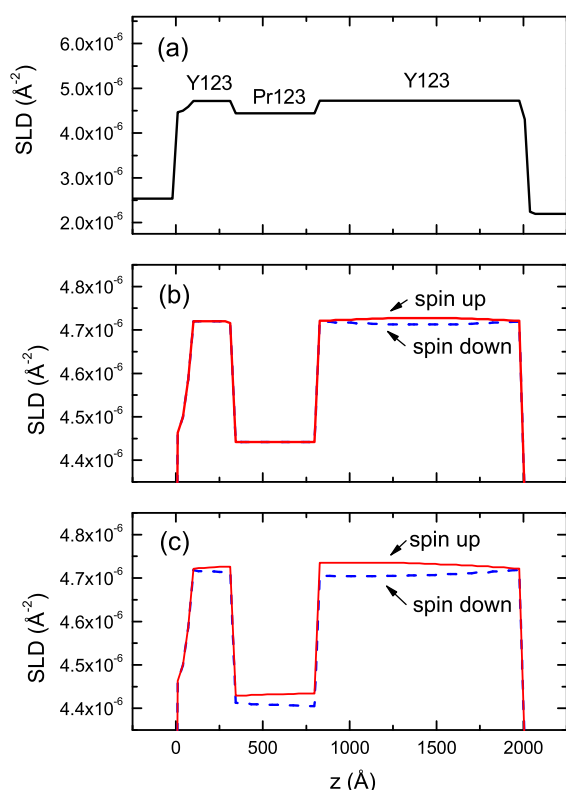 (a)
6.0x10⁻⁶
5.0x10⁻⁶
4.0x10⁻⁶
3.0x10⁻⁶
2.0x10⁻⁶
SLD (Å⁻²)
Y123
Pr123
Y123
(b)
4.8x10⁻⁶
4.7x10⁻⁶
4.6x10⁻⁶
4.5x10⁻⁶
4.4x10⁻⁶
SLD (Å⁻²)
spin up
spin down
(c)
4.8x10⁻⁶
4.7x10⁻⁶
4.6x10⁻⁶
4.5x10⁻⁶
4.4x10⁻⁶
SLD (Å⁻²)
spin up
spin down
0 500 1000 1500 2000
z (Å)